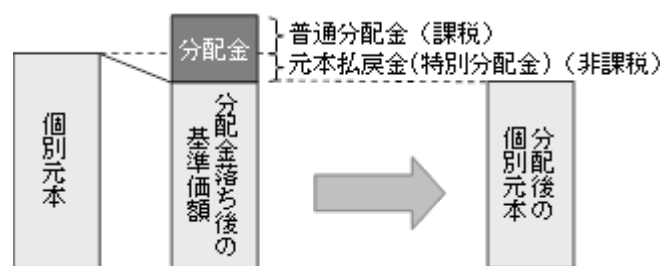 分配金
普通分配金（課税）
元本払戻金(特別分配金)（非課税）
個別元本
分配金落ち後の
基準価額
分配後の
個別元本